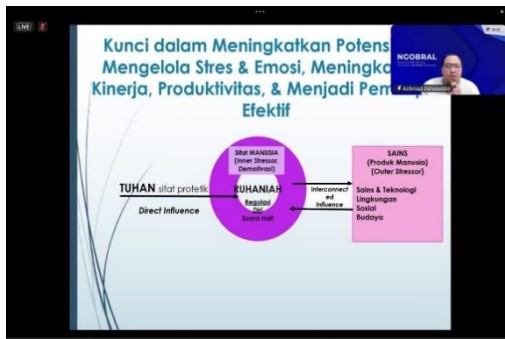 LIVE
Kunci dalam Meningkatkan Potens
Mengelola Stres & Emosi, Meningka
Kinerja, Produktivitas, & Menjadi Pem
Efektif
NGOBRAL
Sifat MANUSIA
(Inner Stressor,
Demotivasi)
TUHAN sifat profetik
Direct Influence
RUHANIAH
Regulasi
Diri
Suara Hati
Interconnect
ed
Influence
SAINS
(Produk Manusia)
(Outer Stressor)
Sains & Teknologi
Lingkungan
Sosial
Budaya